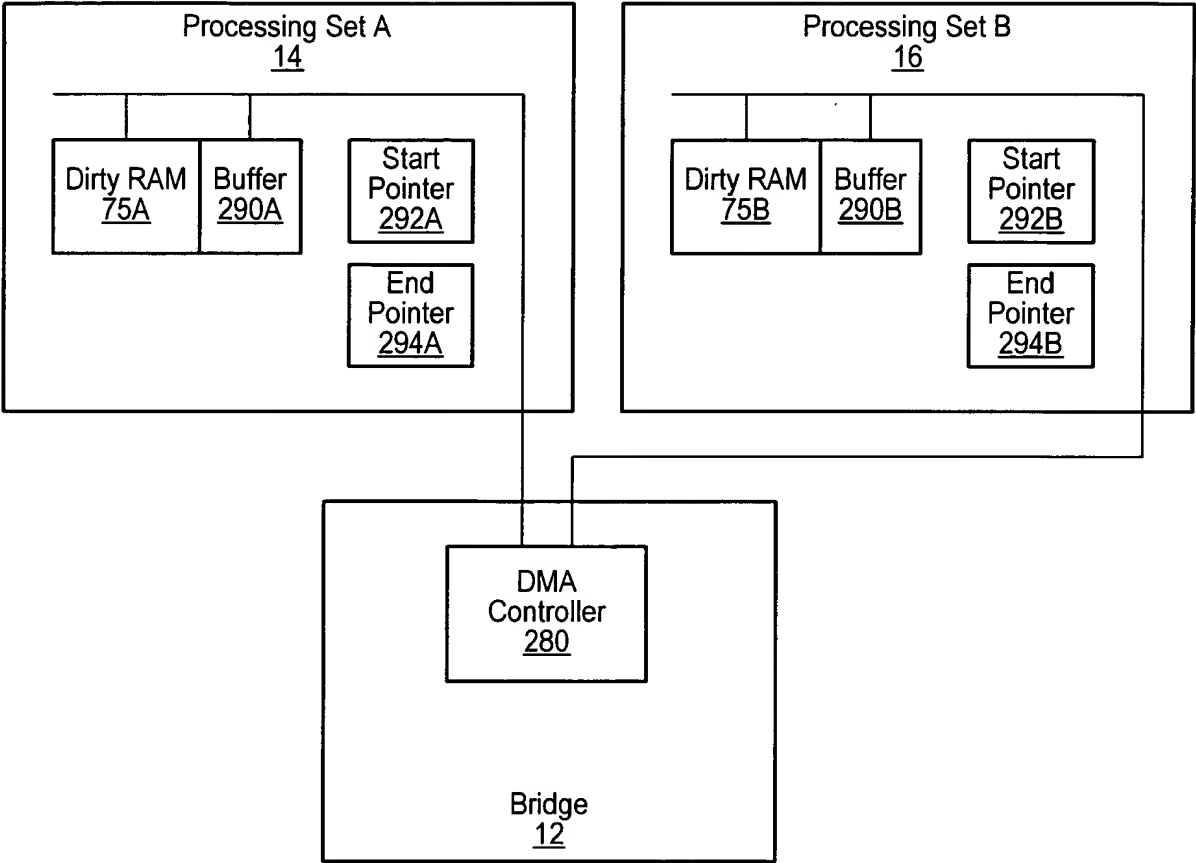 Processing Set A
14
Dirty RAM
75A
Buffer
290A
Start
Pointer
292A
End
Pointer
294A
Processing Set B
16
Dirty RAM
75B
Buffer
290B
Start
Pointer
292B
End
Pointer
294B
DMA
Controller
280
Bridge
12